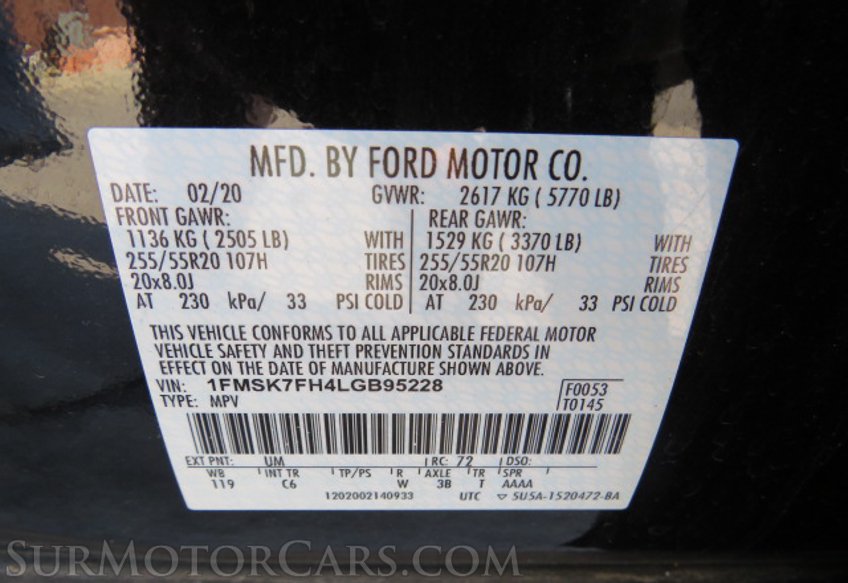 MFD. BY FORD MOTOR CO.
DATE: 02/20 GVWR: 2617 KG ( 5770 LB)
FRONT GAWR: REAR GAWR:
1136 KG ( 2505 LB) WITH 1529 KG ( 3370 LB) WITH
255/55R20 107H TIRES 255/55R20 107H TIRES
20x8.0J RIMS 20x8.0J RIMS
AT 230 kPa/ 33 PSI COLD AT 230 kPa/ 33 PSI COLD
THIS VEHICLE CONFORMS TO ALL APPLICABLE FEDERAL MOTOR
VEHICLE SAFETY AND THEFT PREVENTION STANDARDS IN
EFFECT ON THE DATE OF MANUFACTURE SHOWN ABOVE.
VIN: 1FMSK7FH4LGB95228 F0053
TYPE: MPV T0145
EXT PNT: UM RC: 72 DSO:
WB INT TR TP/PS R AXLE TR SPR
119 C6 W 3B T AAAA
1202002140933 UTC ▽ 5U5A-1520472-BA
SURMOTORCARS.COM